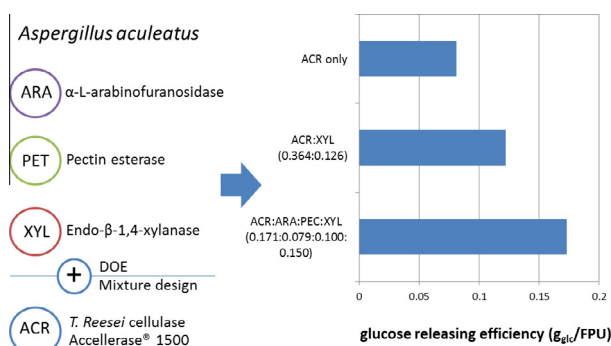 Aspergillus aculeatus
ARA α-L-arabinofuranosidase
PET Pectin esterase
XYL Endo-β-1,4-xylanase
+ DOE
Mixture design
ACR T. Reesei cellulase
Accellerase® 1500
ACR only
ACR:XYL
(0.364:0.126)
ACR:ARA:PEC:XYL
(0.171:0.079:0.100:
0.150)
0 0.05 0.1 0.15 0.2
glucose releasing efficiency (gglc/FPU)